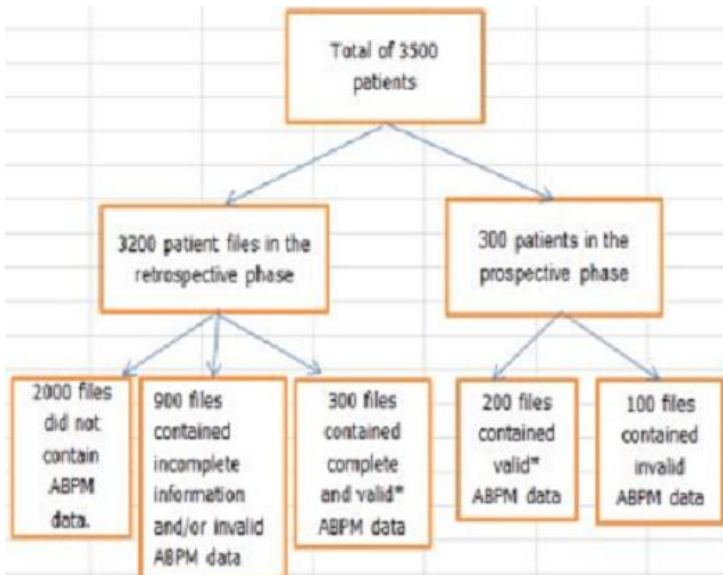 Total of 3500
patients
3200 patient files in the
retrospective phase
300 patients in the
prospective phase
2000 files
did not
contain
ABPM
data.
900 files
contained
incomplete
information
and/or invalid
ABPM data
300 files
contained
complete
and valid*
ABPM data
200 files
contained
valid*
ABPM data
100 files
contained
invalid
ABPM data